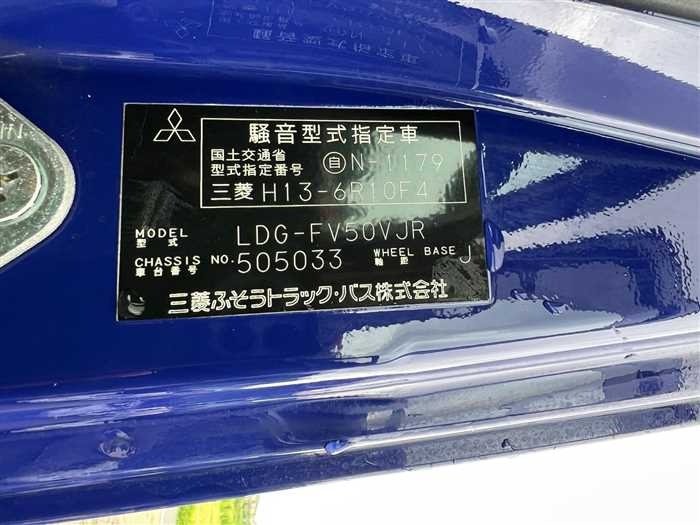 騒音型式指定車
国土交通省
型式指定番号 自N-1179
三菱 H13-6R10F4
MODEL 型式 LDG-FV50VJR
CHASSIS NO. 車台番号 505033 WHEEL BASE 軸距 J
三菱ふそうトラック・バス株式会社
IN